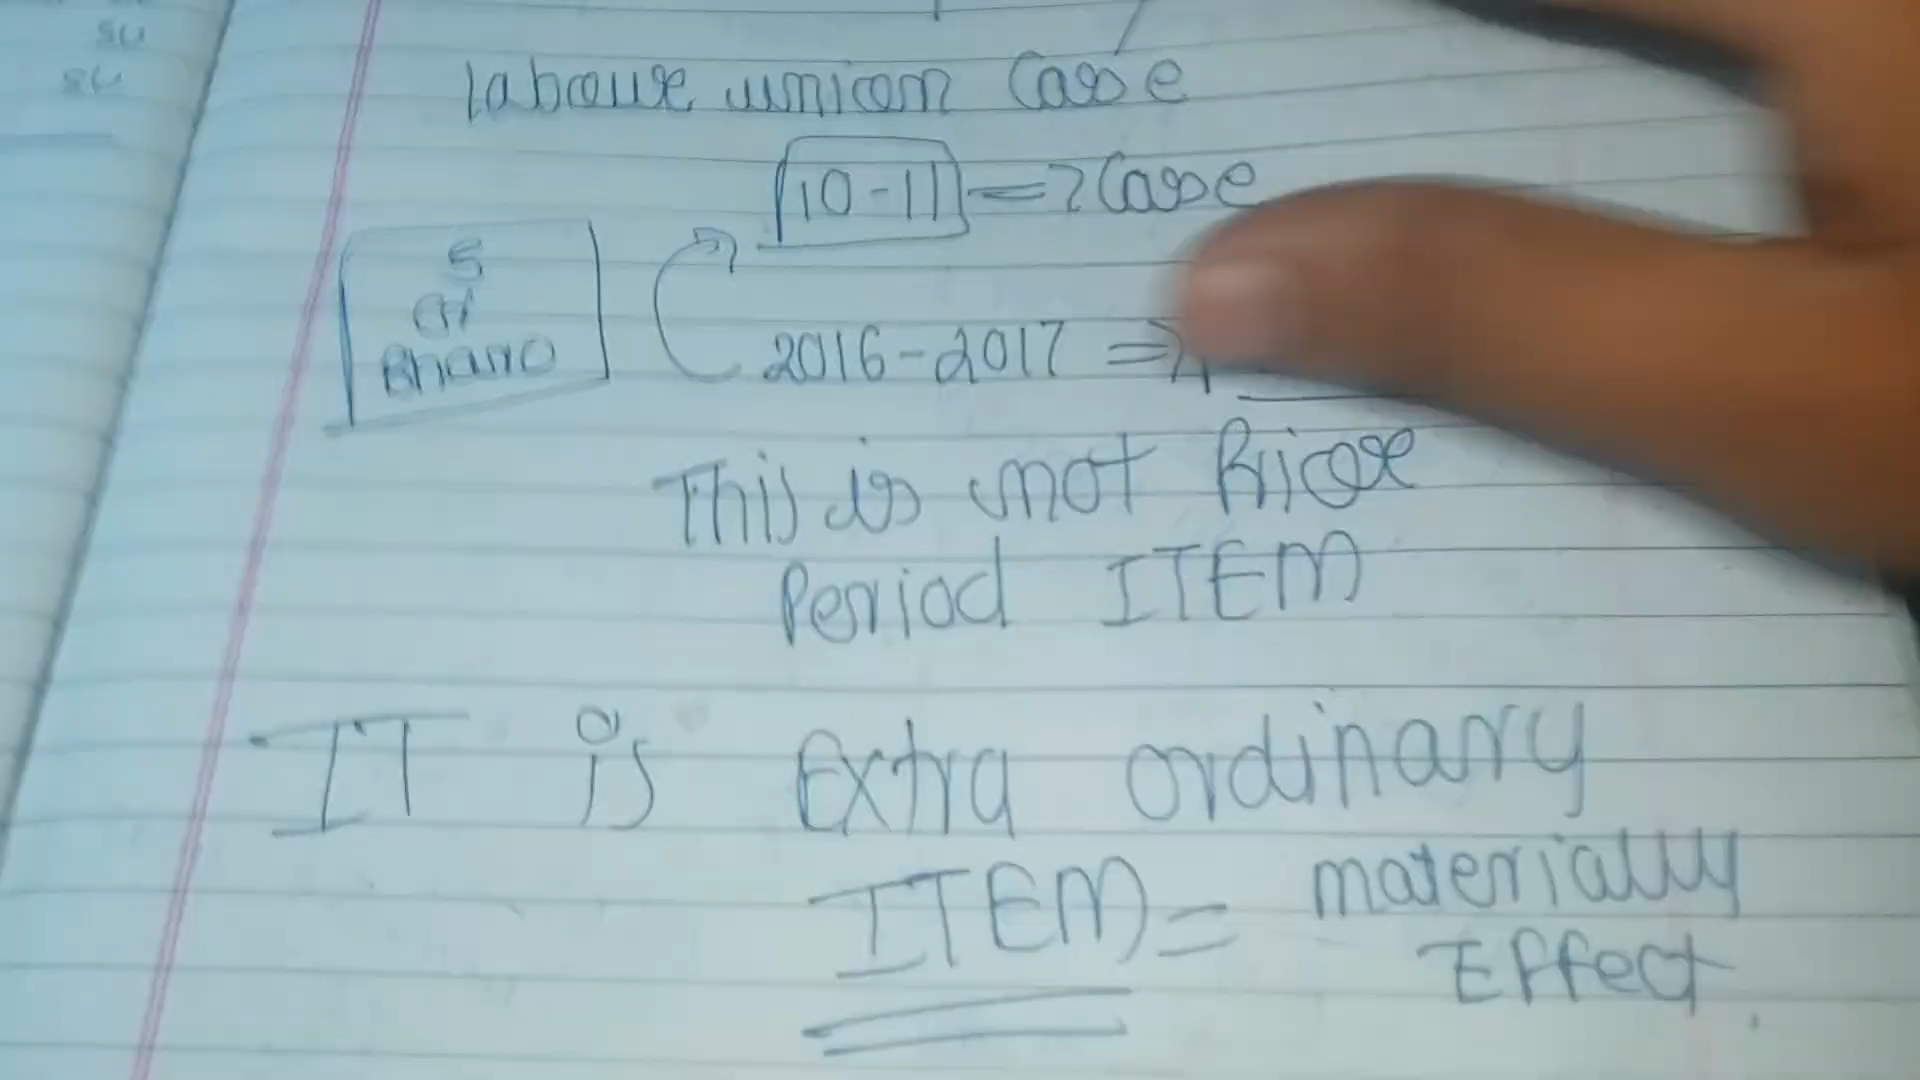 labour union Case
10-11 => Case
5
2016-2017 =>
This is not Prior
Period ITEM
IT is Extra ordinary
ITEM = materially
Effect